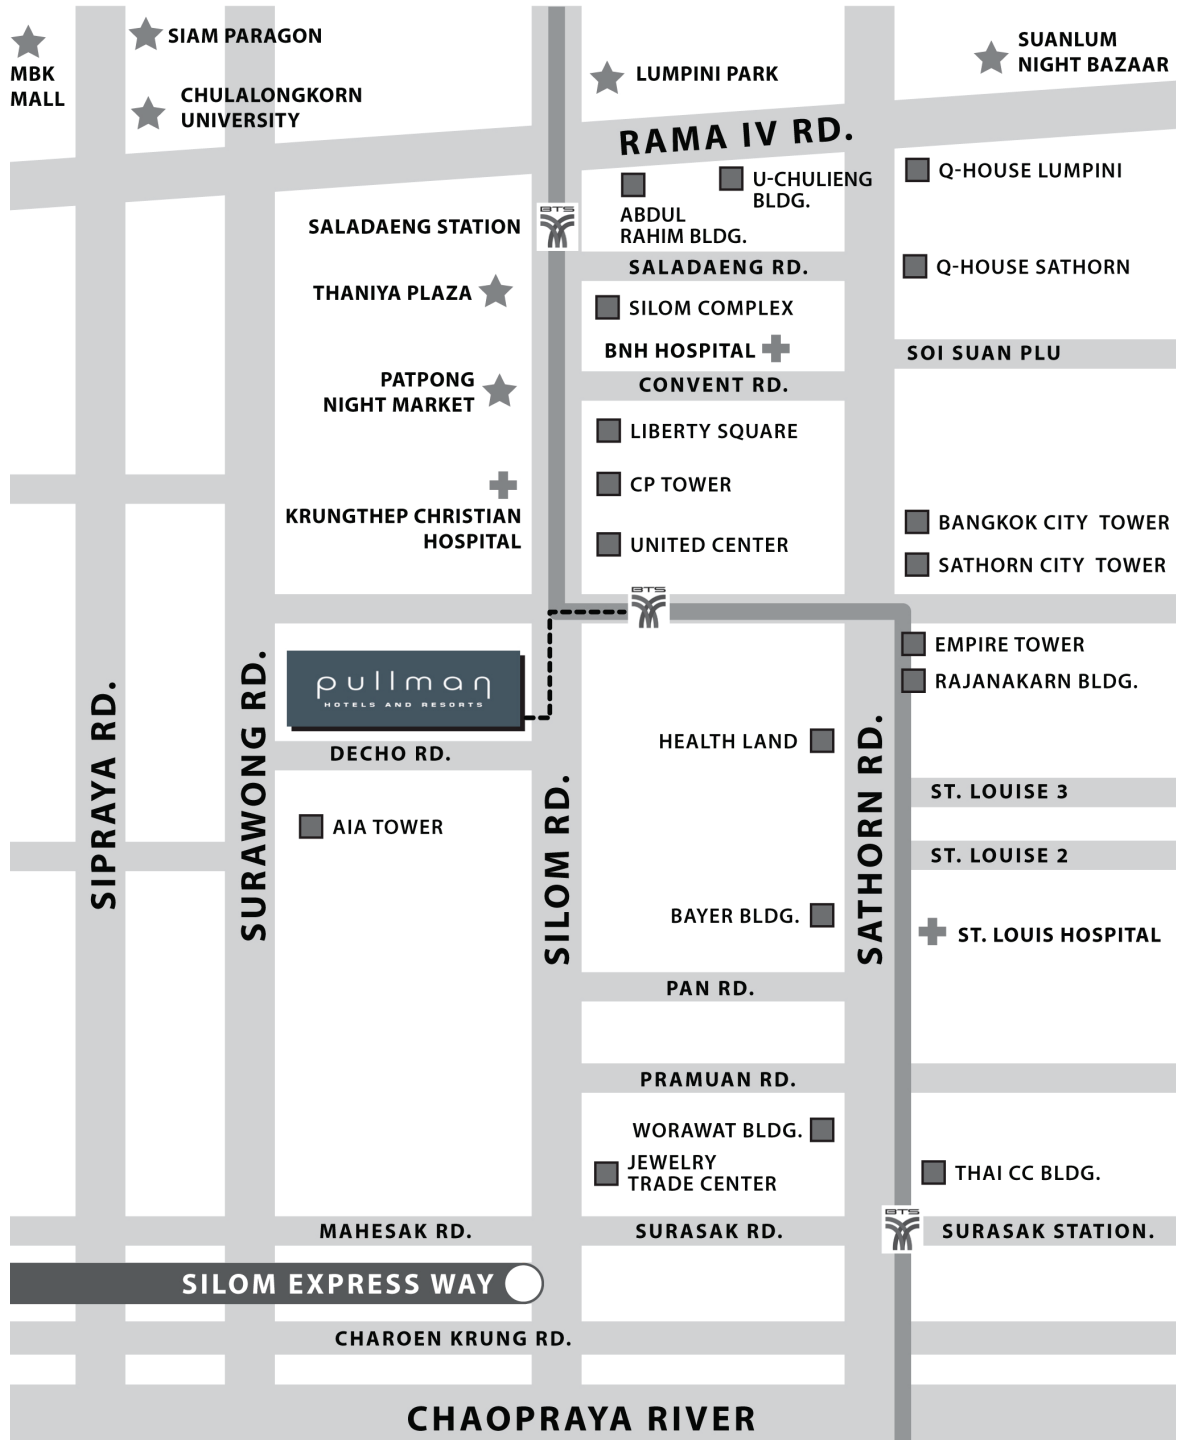 SIAM PARAGON
MBK
MALL
CHULALONGKORN
UNIVERSITY
LUMPINI PARK
SUANLUM
NIGHT BAZAAR
RAMA IV RD.
Q-HOUSE LUMPINI
U-CHULIENG
BLDG.
ABDUL
RAHIM BLDG.
BTS
SALADAENG STATION
SALADAENG RD.
Q-HOUSE SATHORN
THANIYA PLAZA
SILOM COMPLEX
BNH HOSPITAL
SOI SUAN PLU
PATPONG
NIGHT MARKET
CONVENT RD.
LIBERTY SQUARE
CP TOWER
KRUNGTHEP CHRISTIAN
HOSPITAL
UNITED CENTER
BANGKOK CITY TOWER
SATHORN CITY TOWER
BTS
EMPIRE TOWER
RAJANAKARN BLDG.
pullman
HOTELS AND RESORTS
SIPRAYA RD.
SURAWONG RD.
DECHO RD.
HEALTH LAND
SILOM RD.
SATHORN RD.
ST. LOUISE 3
AIA TOWER
ST. LOUISE 2
BAYER BLDG.
ST. LOUIS HOSPITAL
PAN RD.
PRAMUAN RD.
WORAWAT BLDG.
JEWELRY
TRADE CENTER
THAI CC BLDG.
BTS
MAHESAK RD.
SURASAK RD.
SURASAK STATION.
SILOM EXPRESS WAY
CHAROEN KRUNG RD.
CHAOPRAYA RIVER